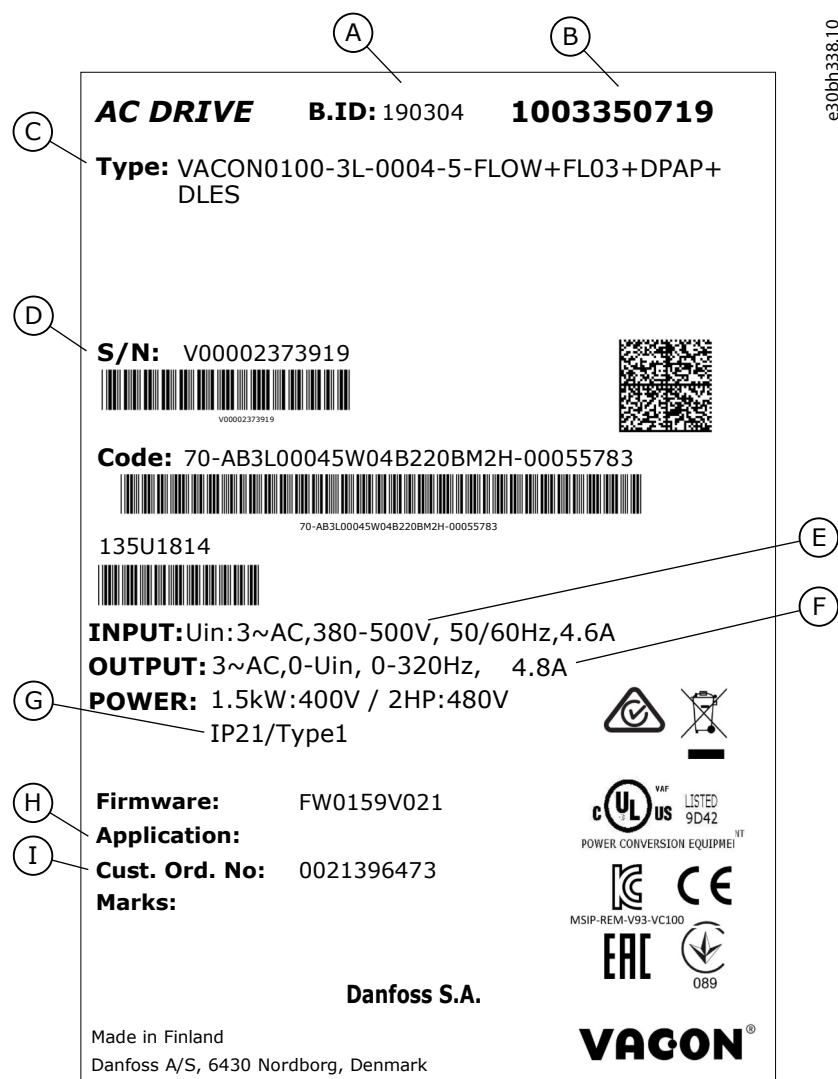 A
B
e30bh338.10
AC DRIVE B.ID: 190304 1003350719
C
Type: VACON0100-3L-0004-5-FLOW+FL03+DPAP+
DLES
D
S/N: V00002373919
V00002373919
Code: 70-AB3L00045W04B220BM2H-00055783
70-AB3L00045W04B220BM2H-00055783
135U1814
E
INPUT:Uin:3~AC,380-500V, 50/60Hz,4.6A
F
OUTPUT: 3~AC,0-Uin, 0-320Hz, 4.8A
POWER: 1.5kW:400V / 2HP:480V
G
IP21/Type1
Firmware: FW0159V021
H
Application:
I
Cust. Ord. No: 0021396473
Marks:
C UL US VAF LISTED
9D42
POWER CONVERSION EQUIPMENT
CE
MSIP-REM-V93-VC100
EAC
089
Danfoss S.A.
Made in Finland
Danfoss A/S, 6430 Nordborg, Denmark
VACON®